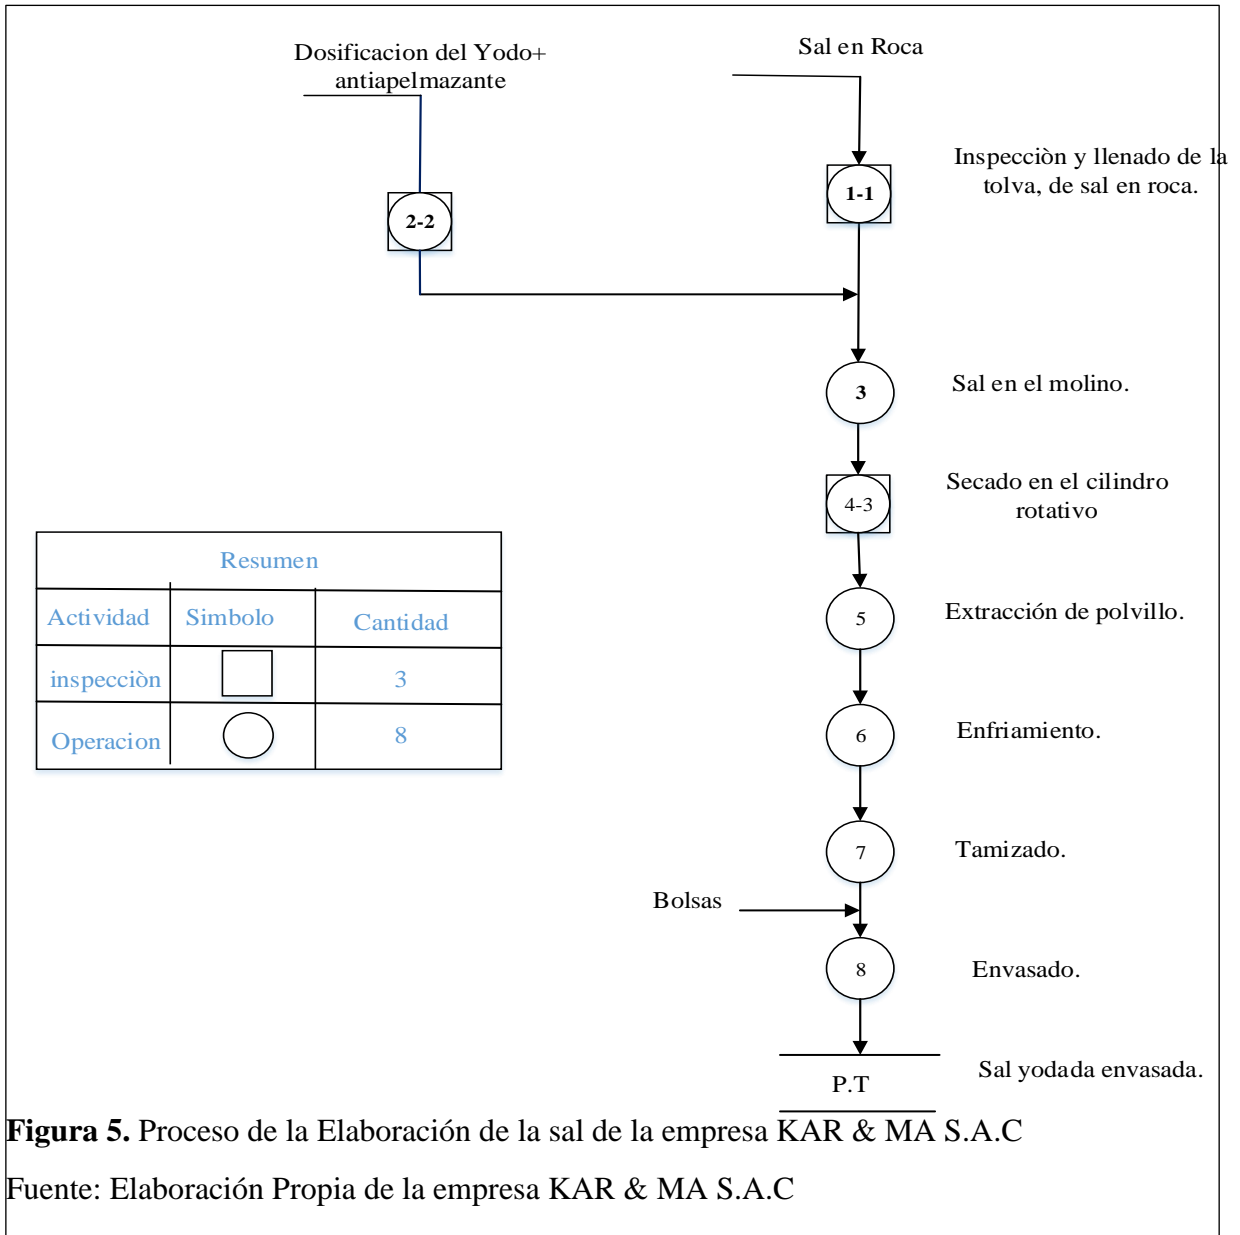 Dosificacion del Yodo+
antiapelmazante
Sal en Roca
Inspecciòn y llenado de la
tolva, de sal en roca.
1-1
2-2
3
Sal en el molino.
4-3
Secado en el cilindro
rotativo
5
Extracción de polvillo.
6
Enfriamiento.
7
Tamizado.
Bolsas
8
Envasado.
P.T
Sal yodada envasada.
Resumen
Actividad Simbolo Cantidad
inspecciòn 3
Operacion 8
Figura 5. Proceso de la Elaboración de la sal de la empresa KAR & MA S.A.C
Fuente: Elaboración Propia de la empresa KAR & MA S.A.C